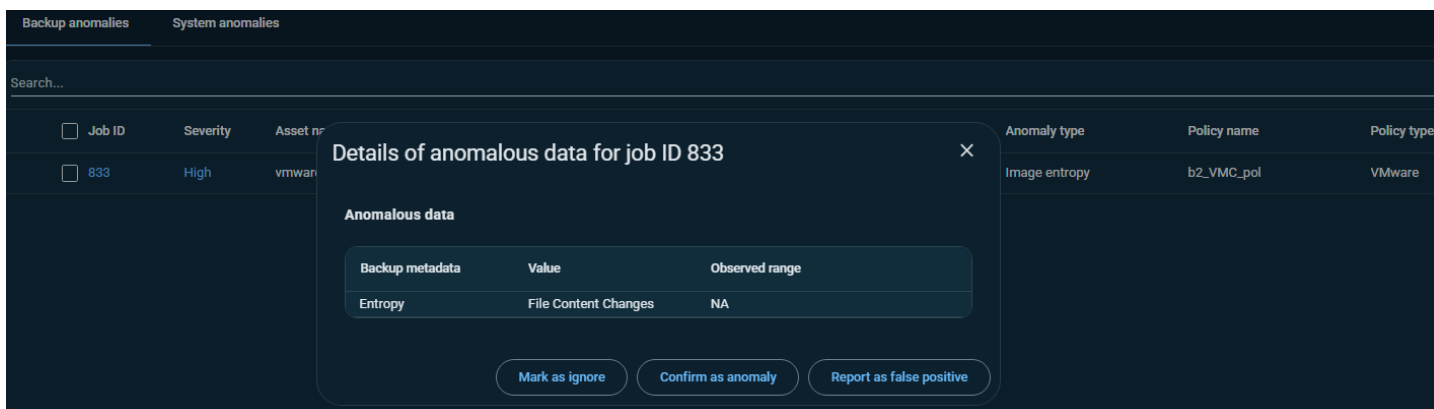 Backup anomalies System anomalies
Search...
Job ID Severity Asset Anomaly type Policy name Policy type
Details of anomalous data for job ID 833
833 High Image entropy b2_VMC_pol VMware
Anomalous data
Backup metadata Value Observed range
Entropy File Content Changes NA
Mark as ignore Confirm as anomaly Report as false positive